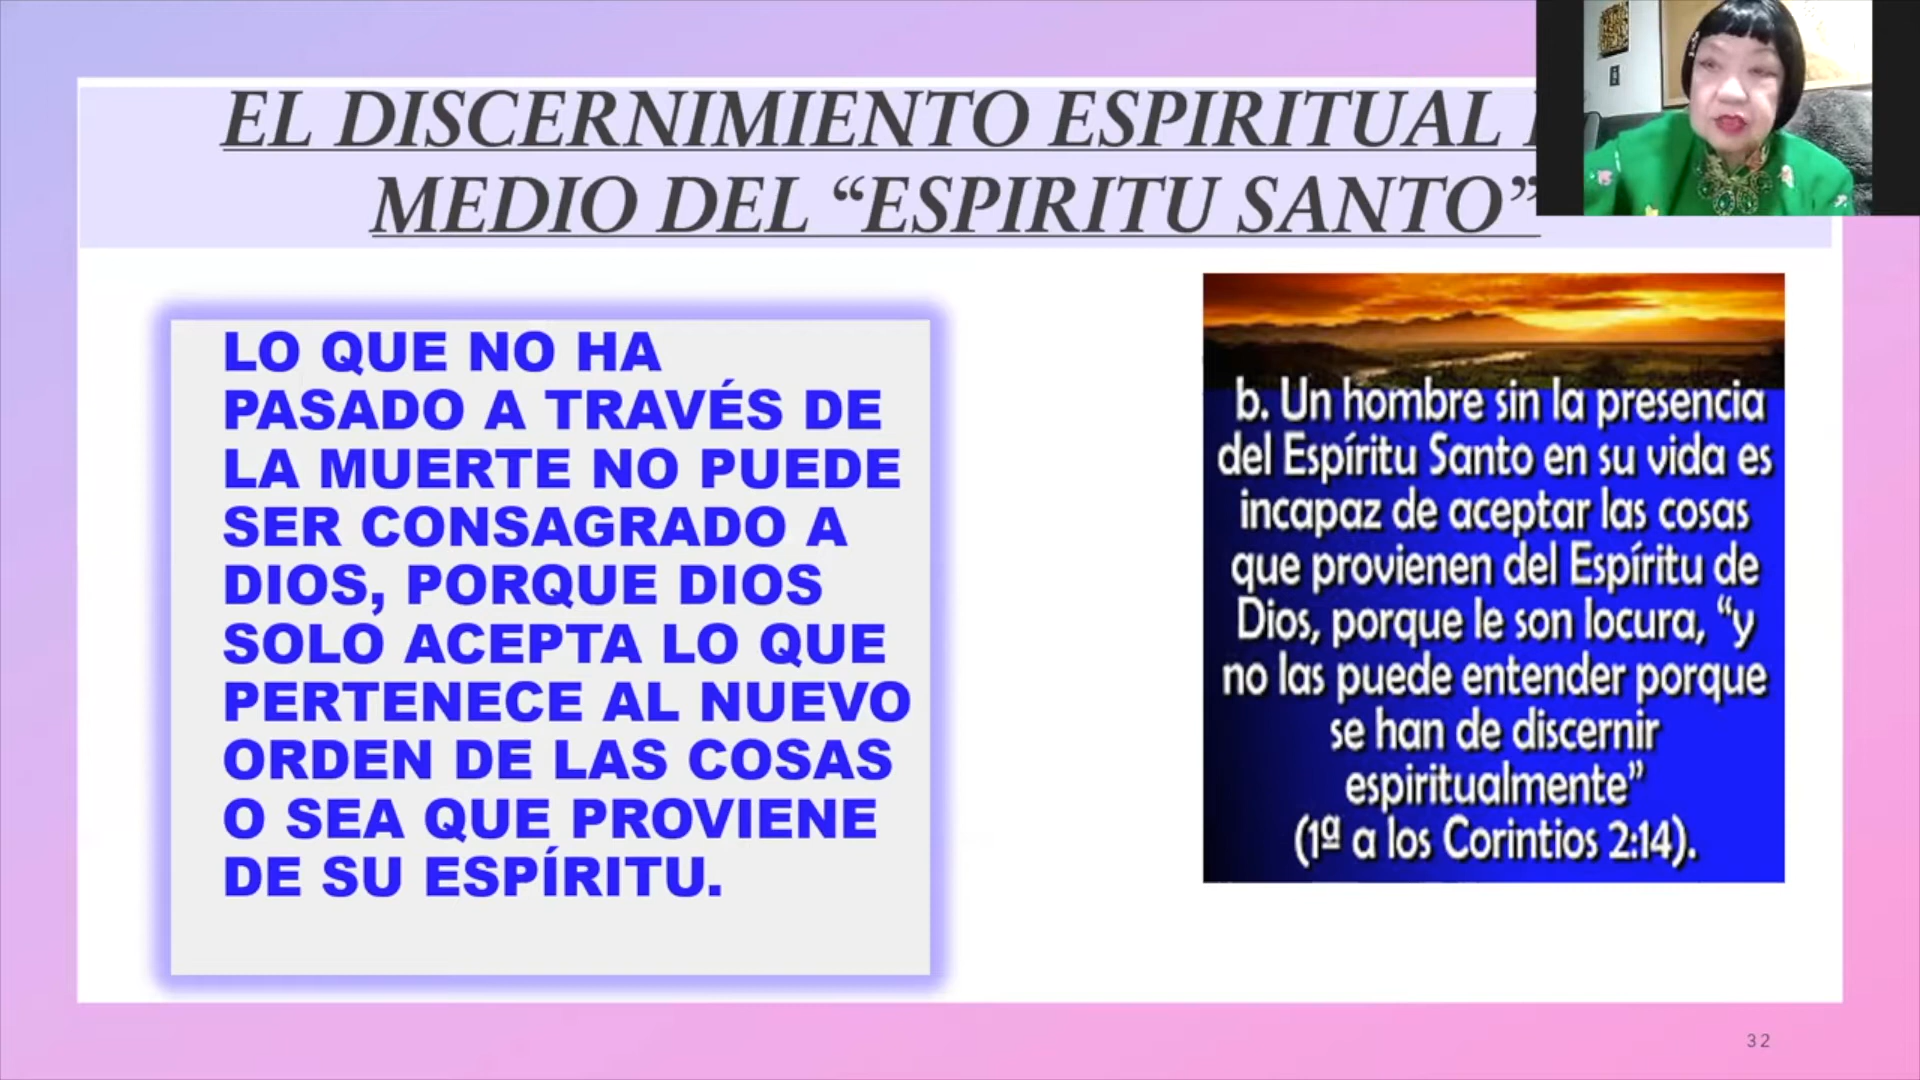 EL DISCERNIMIENTO ESPIRITUAL
MEDIO DEL “ESPIRITU SANTO”
LO QUE NO HA
PASADO A TRAVÉS DE
LA MUERTE NO PUEDE
SER CONSAGRADO A
DIOS, PORQUE DIOS
SOLO ACEPTA LO QUE
PERTENECE AL NUEVO
ORDEN DE LAS COSAS
O SEA QUE PROVIENE
DE SU ESPÍRITU.
b. Un hombre sin la presencia
del Espíritu Santo en su vida es
incapaz de aceptar las cosas
que provienen del Espíritu de
Dios, porque le son locura, “y
no las puede entender porque
se han de discernir
espiritualmente”
(1ª a los Corintios 2:14).
32